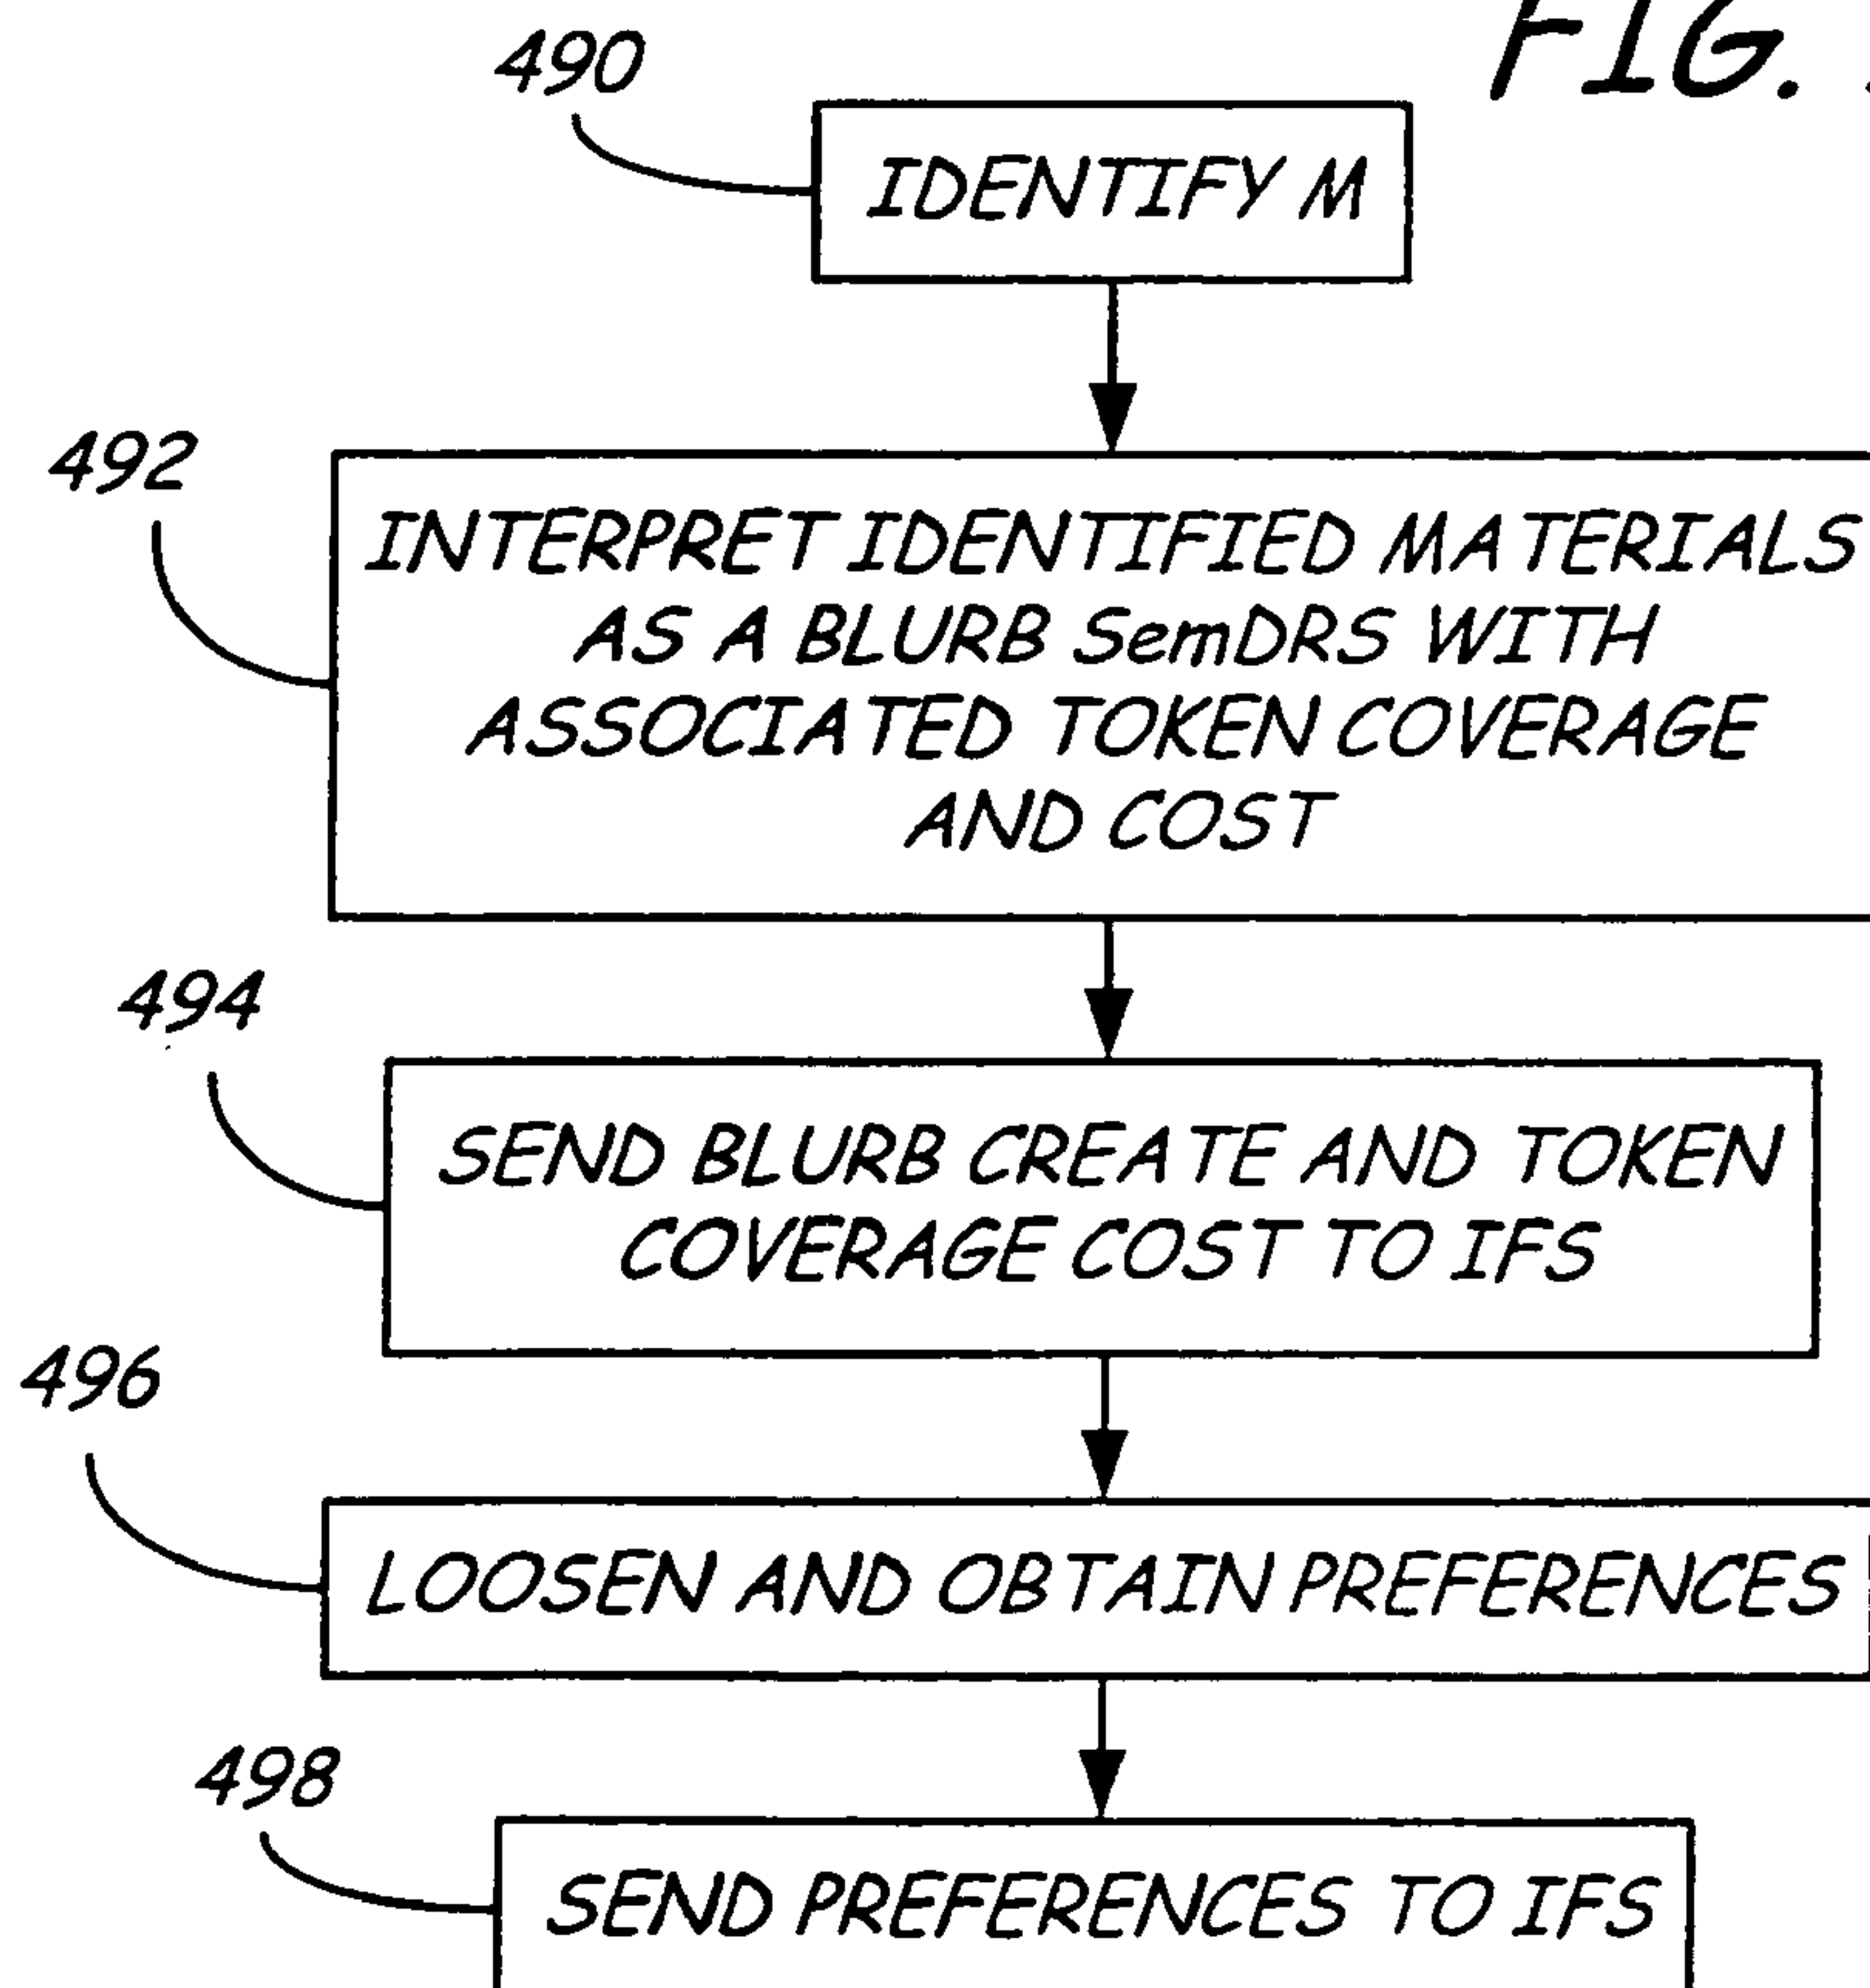 FIG.
490
IDENTIFY M
492
INTERPRET IDENTIFIED MATERIALS
AS A BLURB SemDRS WITH
ASSOCIATED TOKEN COVERAGE
AND COST
494
SEND BLURB CREATE AND TOKEN
COVERAGE COST TO IFS
496
LOOSEN AND OBTAIN PREFERENCES
498
SEND PREFERENCES TO IFS